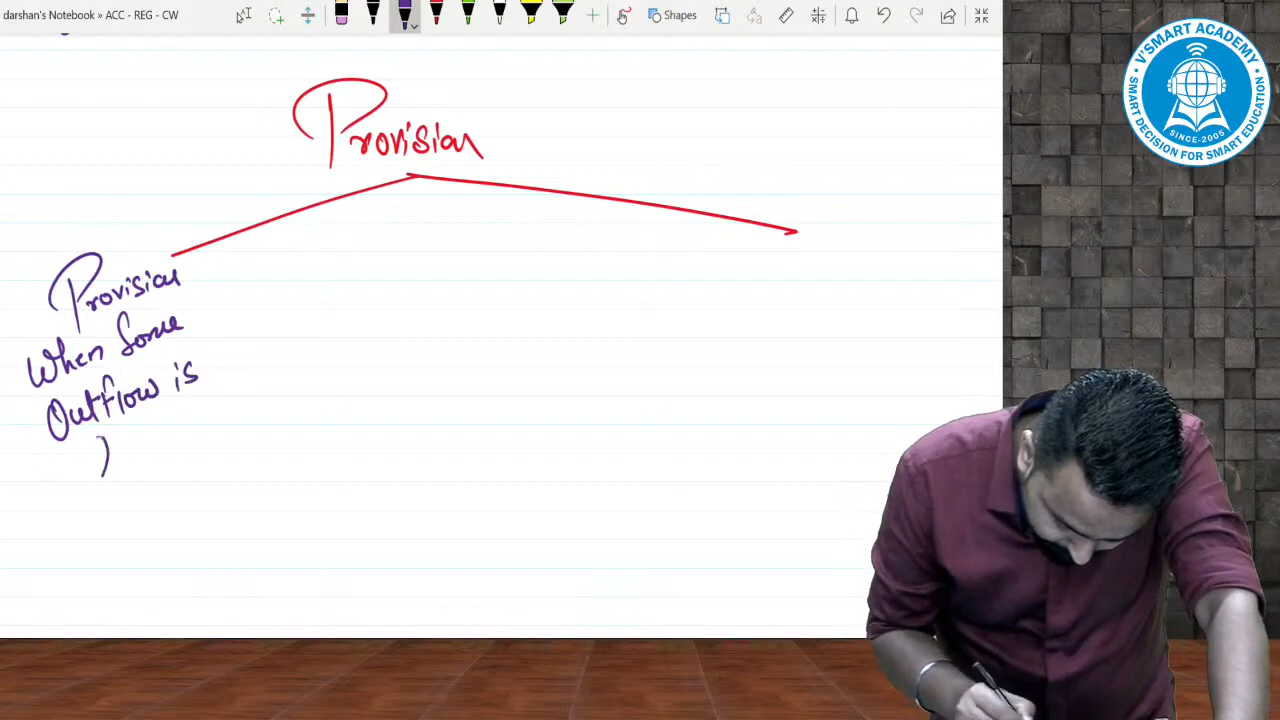 darshan's Notebook » ACC - REG - CW
Shapes
V'SMART ACADEMY
SMART DECISION FOR SMART EDUCATION
SINCE-2005
Provision
Provision
When Some
Outflow is